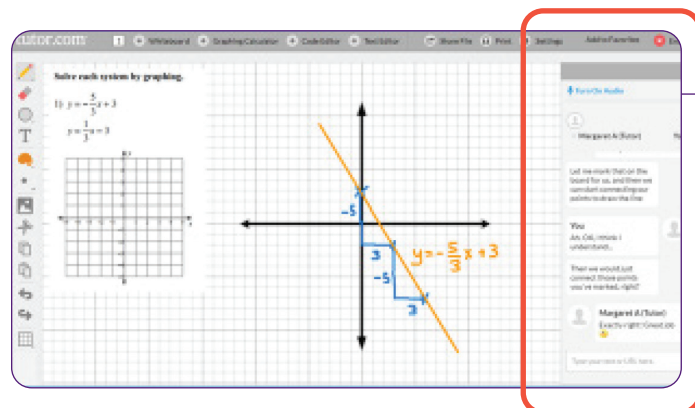 tutor.com
Whiteboard
Graphing Calculator
Code Editor
Text Editor
Share File
Print
Settings
Add to Favorites
Solve each system by graphing.
1) y = -5/3x + 3
y = 1/3x - 3
-5
3
-5
3
y = -5/3 x + 3
Turn On Audio
Margaret A (Tutor)
Let me mark that on the
board for us, and then we
can start connecting our
points to draw the line
You
Ah, OK, I think I
understand...
Then we would just
connect those points
you've marked, right?
Margaret A (Tutor)
Exactly right! Great job
Type your text or URL here.